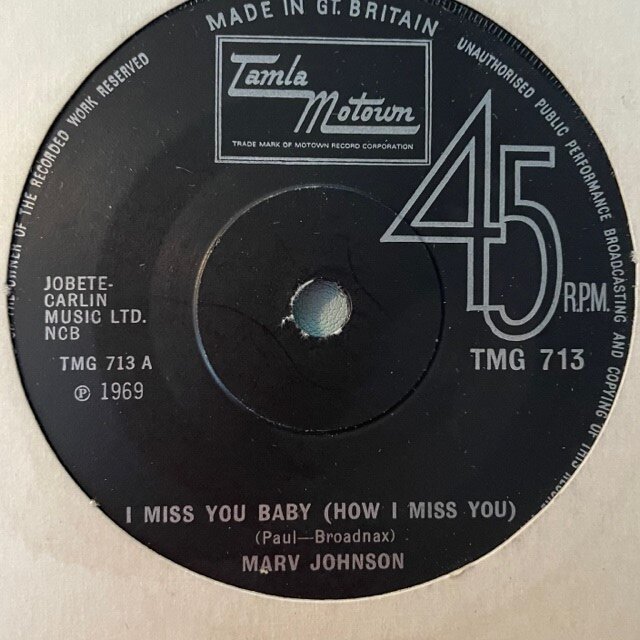 MADE IN GT. BRITAIN
OF THE RECORDED WORK RESERVED
UNAUTHORISED PUBLIC PERFORMANCE BROADCASTING AND COPYING OF THIS RECORD
Tamla
Motown
TRADE MARK OF MOTOWN RECORD CORPORATION
45
R.P.M.
JOBETE-
CARLIN
MUSIC LTD.
NCB
TMG 713 A
℗ 1969
TMG 713
I MISS YOU BABY (HOW I MISS YOU)
(Paul—Broadnax)
MARV JOHNSON